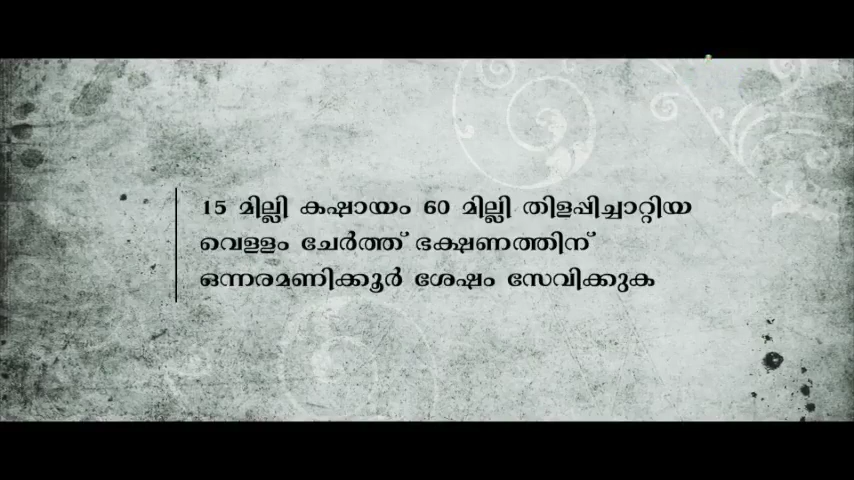 15 മില്ലി കഷായം 60 മില്ലി തിളപ്പിച്ചാറ്റിയ
വെള്ളം ചേർത്ത് ഭക്ഷണത്തിന്
ഒന്നരമണിക്കൂർ ശേഷം സേവിക്കുക